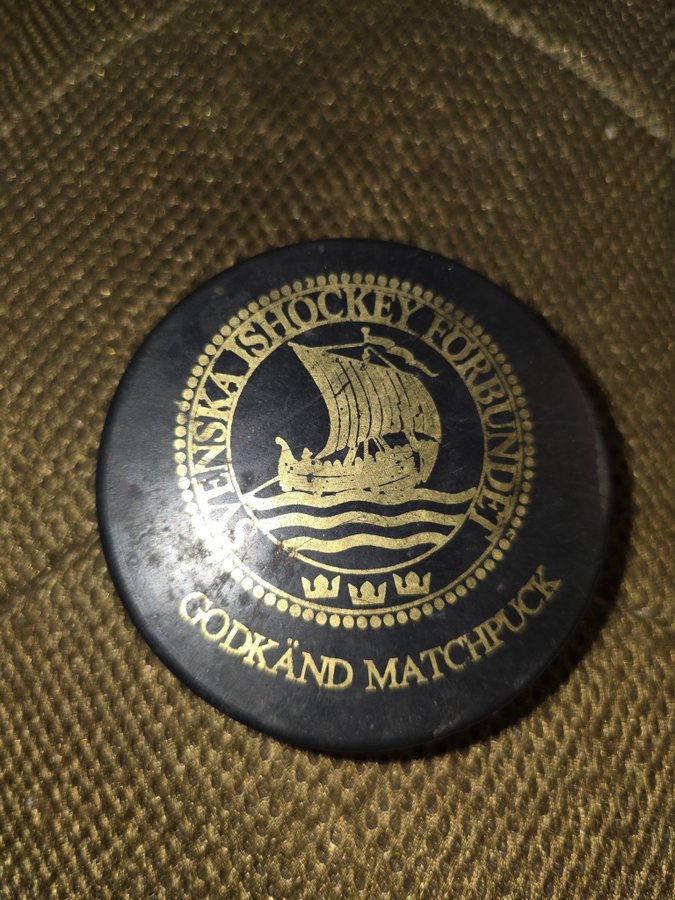 SVENSKA ISHOCKEY FÖRBUNDET
GODKÄND MATCHPUCK